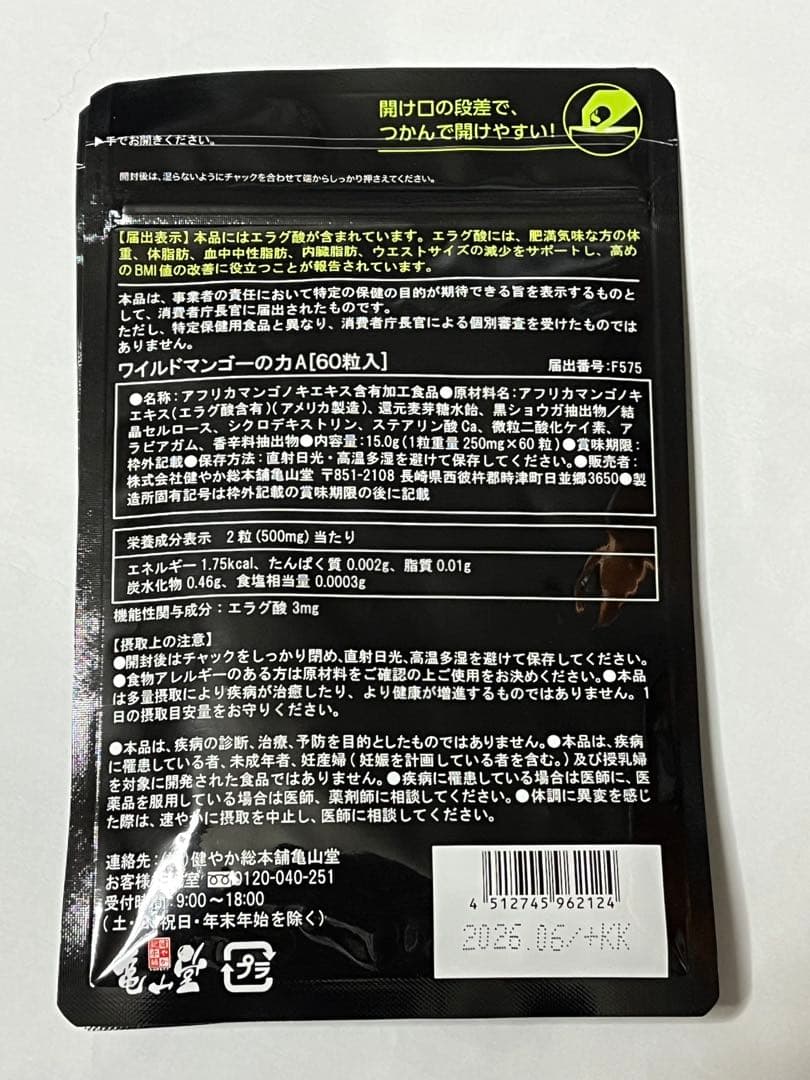 開け口の段差で、
つかんで開けやすい!
▶手でお開きください。
開封後は、湿らないようにチャックを合わせて端からしっかり押さえてください。
【届出表示】本品にはエラグ酸が含まれています。エラグ酸には、肥満気味な方の体
重、体脂肪、血中中性脂肪、内臓脂肪、ウエストサイズの減少をサポートし、高め
のBMI値の改善に役立つことが報告されています。
本品は、事業者の責任において特定の保健の目的が期待できる旨を表示するものと
して、消費者庁長官に届出されたものです。
ただし、特定保健用食品と異なり、消費者庁長官による個別審査を受けたものでは
ありません。
ワイルドマンゴーの力A[60粒入] 届出番号:F575
●名称:アフリカマンゴノキエキス含有加工食品●原材料名:アフリカマンゴノキ
エキス(エラグ酸含有)(アメリカ製造)、還元麦芽糖水飴、黒ショウガ抽出物/結
晶セルロース、シクロデキストリン、ステアリン酸Ca、微粒二酸化ケイ素、ア
ラビアガム、香辛料抽出物●内容量:15.0g(1粒重量250mg×60粒)●賞味期限:
枠外記載●保存方法:直射日光・高温多湿を避けて保存してください。●販売者:
株式会社健やか総本舗亀山堂 〒851-2108 長崎県西彼杵郡時津町日並郷3650●製
造所固有記号は枠外記載の賞味期限の後に記載
栄養成分表示 2粒(500mg)当たり
エネルギー 1.75kcal、たんぱく質 0.002g、脂質 0.01g
炭水化物 0.46g、食塩相当量 0.0003g
機能性関与成分:エラグ酸 3mg
【摂取上の注意】
●開封後はチャックをしっかり閉め、直射日光、高温多湿を避けて保存してください。
●食物アレルギーのある方は原材料をご確認の上ご使用をお決めください。●本品
は多量摂取により疾病が治癒したり、より健康が増進するものではありません。1
日の摂取目安量をお守りください。
●本品は、疾病の診断、治療、予防を目的としたものではありません。●本品は、疾病
に罹患している者、未成年者、妊産婦(妊娠を計画している者を含む。)及び授乳婦
を対象に開発された食品ではありません。●疾病に罹患している場合は医師に、医
薬品を服用している場合は医師、薬剤師に相談してください。●体調に異変を感じ
た際は、速やかに摂取を中止し、医師に相談してください。
連絡先:(株)健やか総本舗亀山堂
お客様 室 0120-040-251
受付時間:9:00～18:00
(土・日・祝日・年末年始を除く)
プラ
4 512745 962124
2026.06/+KK